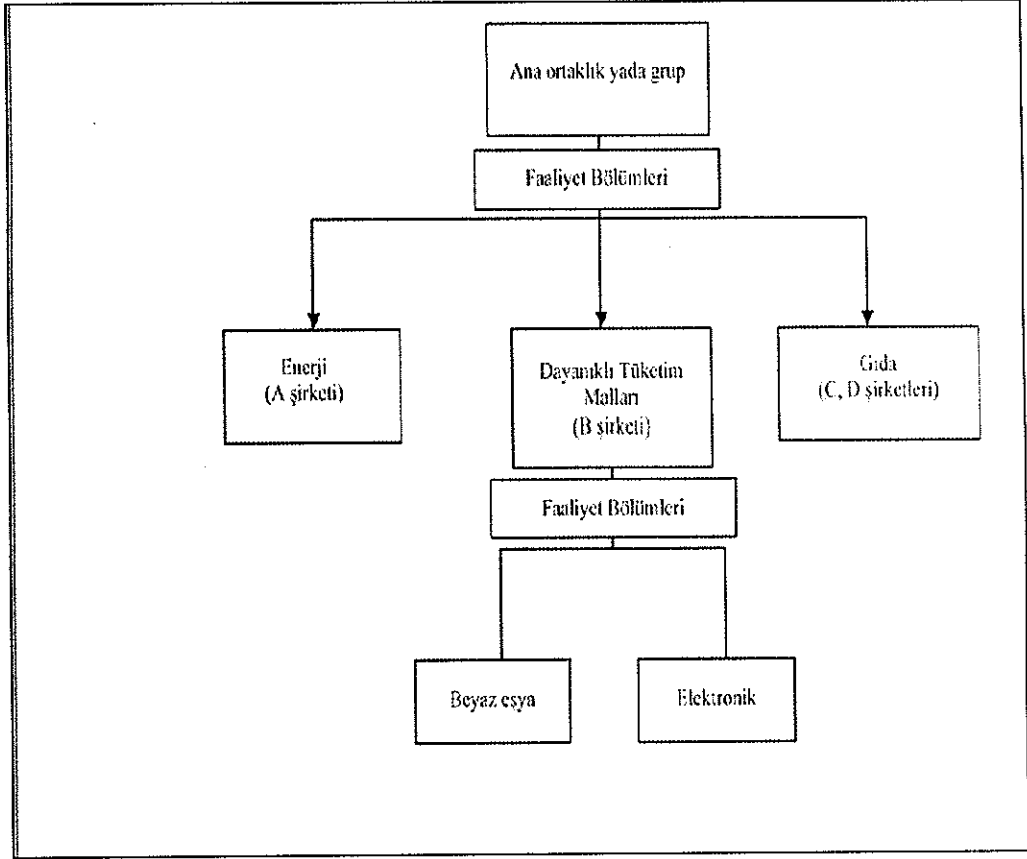 Ana ortaklık yada grup
Faaliyet Bölümleri
Enerji
(A şirketi)
Dayanıklı Tüketim
Malları
(B şirketi)
Gıda
(C, D şirketleri)
Faaliyet Bölümleri
Beyaz eşya
Elektronik